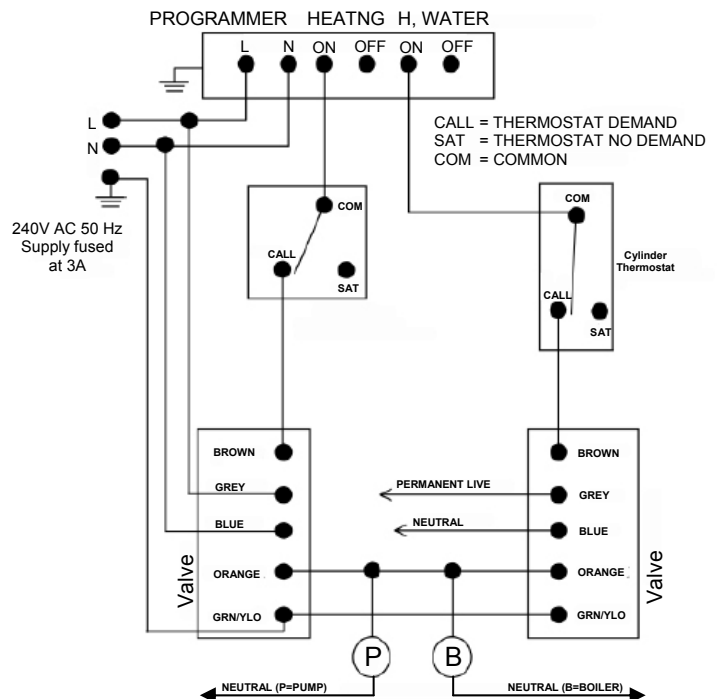 PROGRAMMER HEATNG H, WATER
L N ON OFF ON OFF
L
N
240V AC 50 Hz
Supply fused
at 3A
CALL = THERMOSTAT DEMAND
SAT = THERMOSTAT NO DEMAND
COM = COMMON
COM
CALL
SAT
COM
CALL
SAT
Cylinder
Thermostat
BROWN
GREY
BLUE
ORANGE
GRN/YLO
Valve
PERMANENT LIVE
NEUTRAL
BROWN
GREY
BLUE
ORANGE
GRN/YLO
Valve
P
B
NEUTRAL (P=PUMP)
NEUTRAL (B=BOILER)